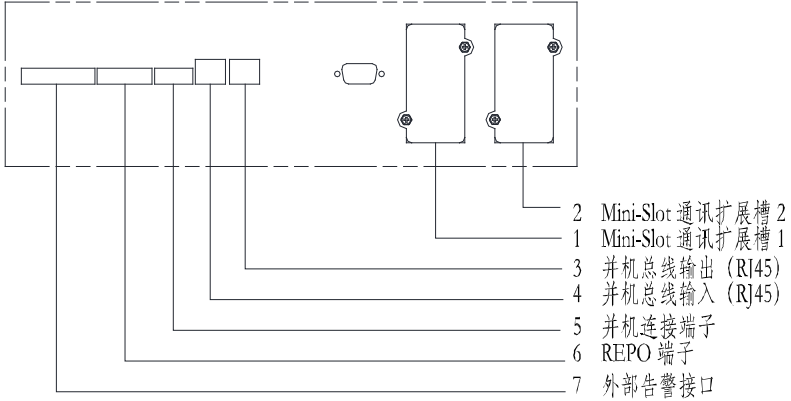 2 Mini-Slot 通讯扩展槽 2
1 Mini-Slot 通讯扩展槽 1
3 并机总线输出 (RJ45)
4 并机总线输入 (RJ45)
5 并机连接端子
6 REPO 端子
7 外部告警接口